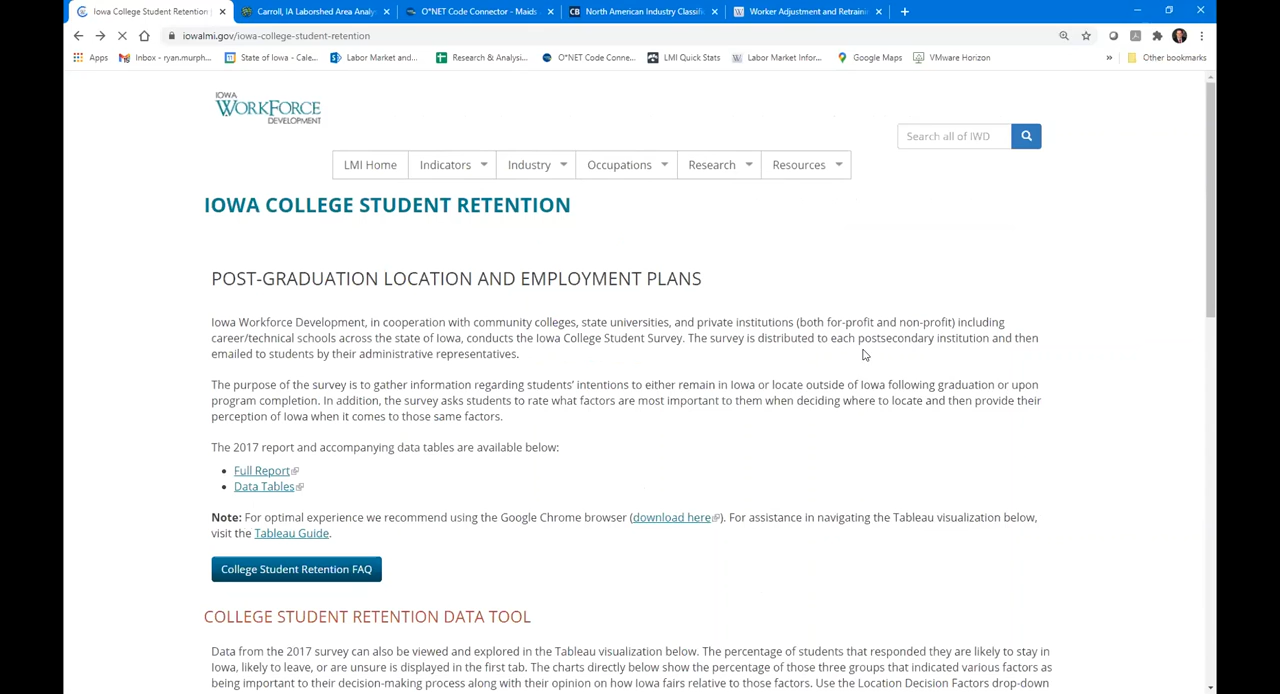 Iowa College Student Retention
Carroll, IA Laborshed Area Analy
O*NET Code Connector - Maids
North American Industry Classifi
Worker Adjustment and Retraini
iowalmi.gov/iowa-college-student-retention
Apps
Inbox - ryan.murph...
State of Iowa - Cale...
Labor Market and...
Research & Analysi...
O*NET Code Conne...
LMI Quick Stats
Labor Market Infor...
Google Maps
VMware Horizon
»
Other bookmarks
IOWA
WORKFORCE
DEVELOPMENT
Search all of IWD
LMI Home
Indicators
Industry
Occupations
Research
Resources
IOWA COLLEGE STUDENT RETENTION
POST-GRADUATION LOCATION AND EMPLOYMENT PLANS
Iowa Workforce Development, in cooperation with community colleges, state universities, and private institutions (both for-profit and non-profit) including
career/technical schools across the state of Iowa, conducts the Iowa College Student Survey. The survey is distributed to each postsecondary institution and then
emailed to students by their administrative representatives.
The purpose of the survey is to gather information regarding students' intentions to either remain in Iowa or locate outside of Iowa following graduation or upon
program completion. In addition, the survey asks students to rate what factors are most important to them when deciding where to locate and then provide their
perception of Iowa when it comes to those same factors.
The 2017 report and accompanying data tables are available below:
• Full Report
• Data Tables
Note: For optimal experience we recommend using the Google Chrome browser (download here). For assistance in navigating the Tableau visualization below,
visit the Tableau Guide.
College Student Retention FAQ
COLLEGE STUDENT RETENTION DATA TOOL
Data from the 2017 survey can also be viewed and explored in the Tableau visualization below. The percentage of students that responded they are likely to stay in
Iowa, likely to leave, or are unsure is displayed in the first tab. The charts directly below show the percentage of those three groups that indicated various factors as
being important to their decision-making process along with their opinion on how Iowa fairs relative to those factors. Use the Location Decision Factors drop-down